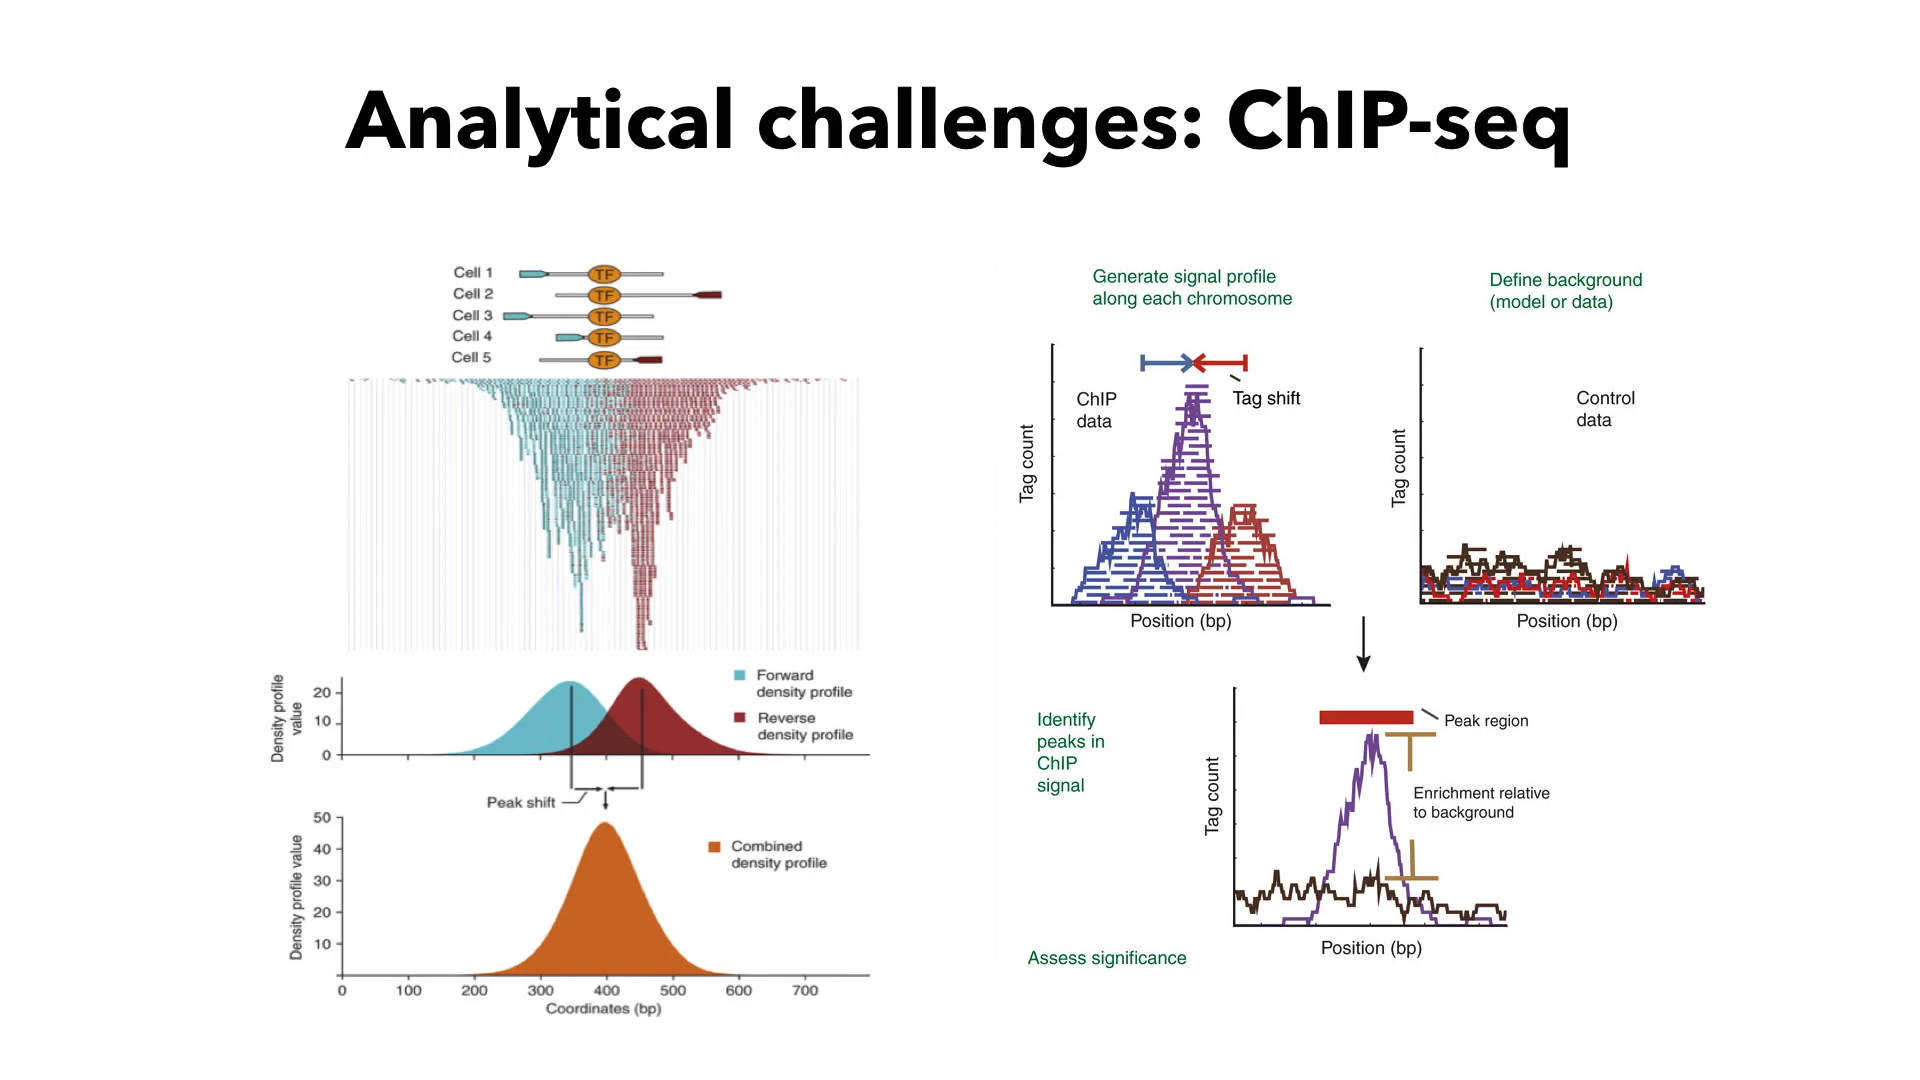 Analytical challenges: ChIP-seq
Cell 1
TF
Cell 2
TF
Cell 3
TF
Cell 4
TF
Cell 5
TF
Density profile
value
20
10
0
Forward
density profile
Reverse
density profile
Peak shift
Density profile value
50
40
30
20
10
Combined
density profile
0
100
200
300
400
500
600
700
Coordinates (bp)
Generate signal profile
along each chromosome
ChIP
data
Tag shift
Tag count
Position (bp)
Define background
(model or data)
Control
data
Tag count
Position (bp)
Identify
peaks in
ChIP
signal
Peak region
Enrichment relative
to background
Tag count
Position (bp)
Assess significance